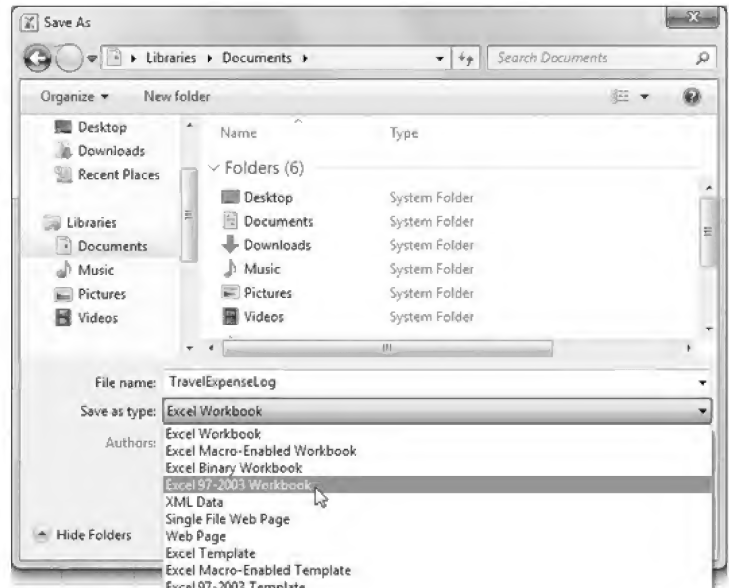 Save As
Libraries Documents
Search Documents
Organize New folder
Desktop
Downloads
Recent Places
Libraries
Documents
Music
Pictures
Videos
Name Type
Folders (6)
Desktop System Folder
Documents System Folder
Downloads System Folder
Music System Folder
Pictures System Folder
Videos System Folder
File name: TravelExpenseLog
Save as type: Excel Workbook
Authors:
Excel Workbook
Excel Macro-Enabled Workbook
Excel Binary Workbook
Excel 97-2003 Workbook
XML Data
Single File Web Page
Web Page
Excel Template
Excel Macro-Enabled Template
Excel 97-2003 Template
Hide Folders